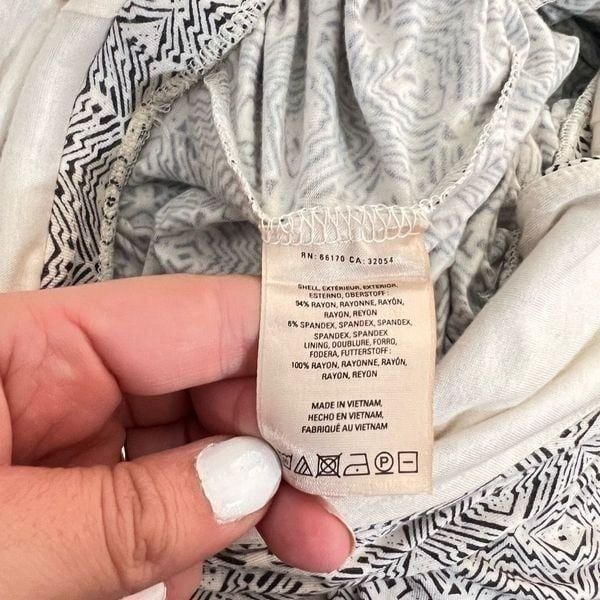 RN: 66170 CA: 32054
SHELL, EXTÉRIEUR, EXTERIOR,
ESTERNO, OBERSTOFF:
94% RAYON, RAYONNE, RAYÓN,
RAYON, REYON
6% SPANDEX, SPANDEX, SPANDEX,
SPANDEX, SPANDEX
LINING, DOUBLURE, FORRO,
FODERA, FUTTERSTOFF:
100% RAYON, RAYONNE, RAYÓN,
RAYON, REYON
MADE IN VIETNAM,
HECHO EN VIETNAM,
FABRIQUÉ AU VIETNAM
P